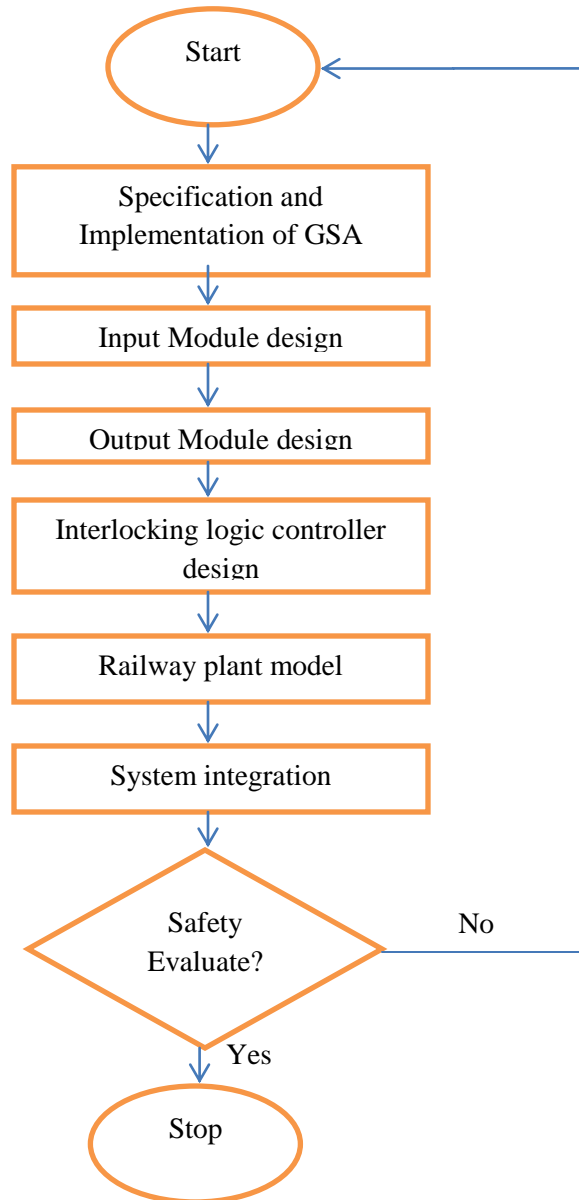 Start
Specification and
Implementation of GSA
Input Module design
Output Module design
Interlocking logic controller
design
Railway plant model
System integration
Safety
Evaluate?
No
Yes
Stop